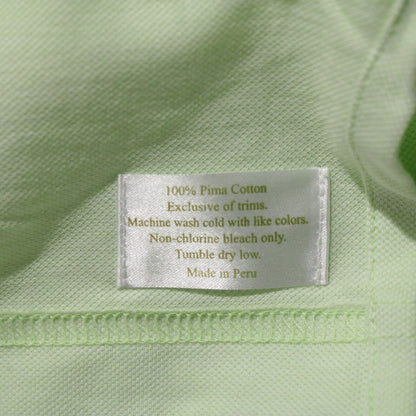 100% Pima Cotton
Exclusive of trims.
Machine wash cold with like colors.
Non-chlorine bleach only.
Tumble dry low.
Made in Peru